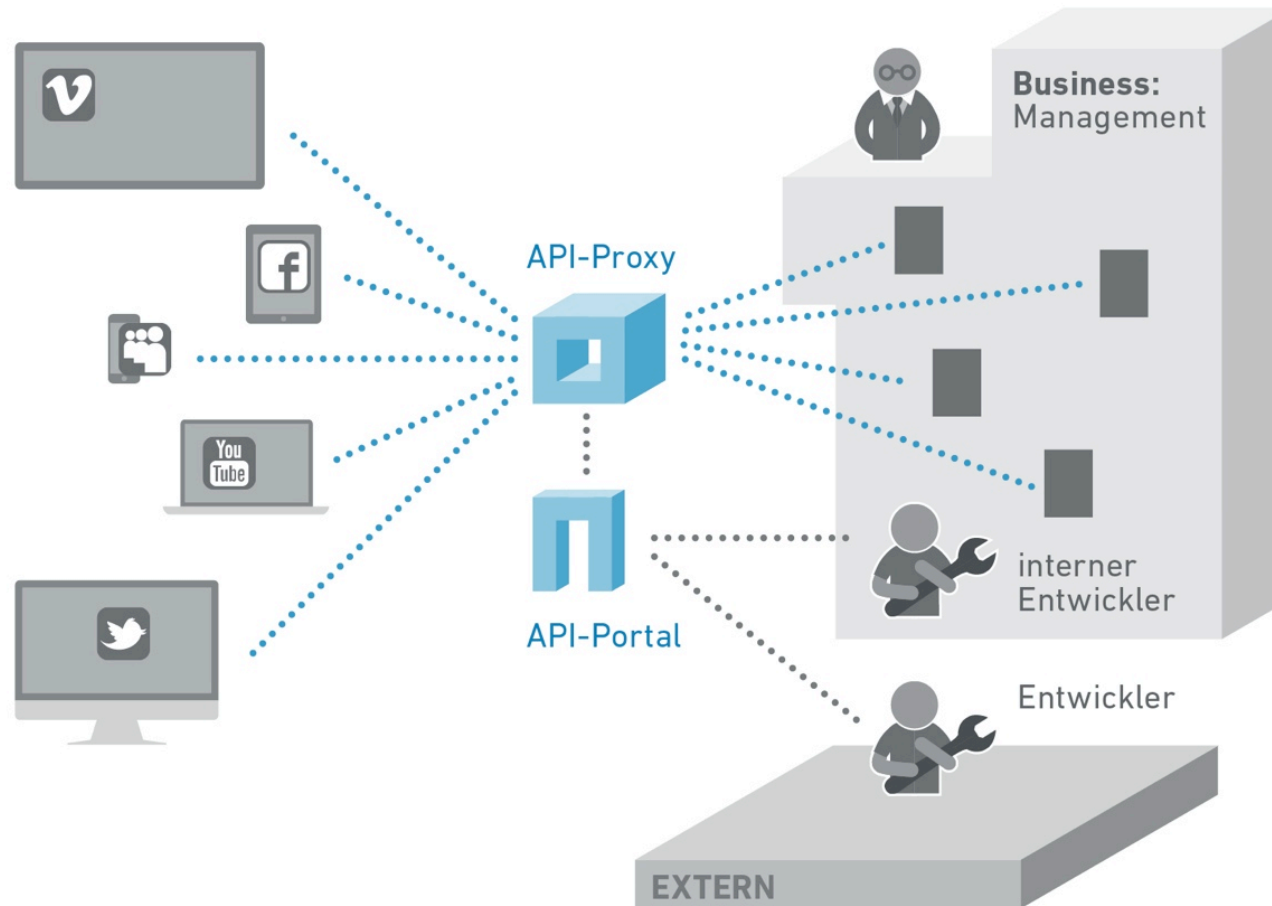 Business:
Management
API-Proxy
You
Tube
interner
Entwickler
API-Portal
Entwickler
EXTERN